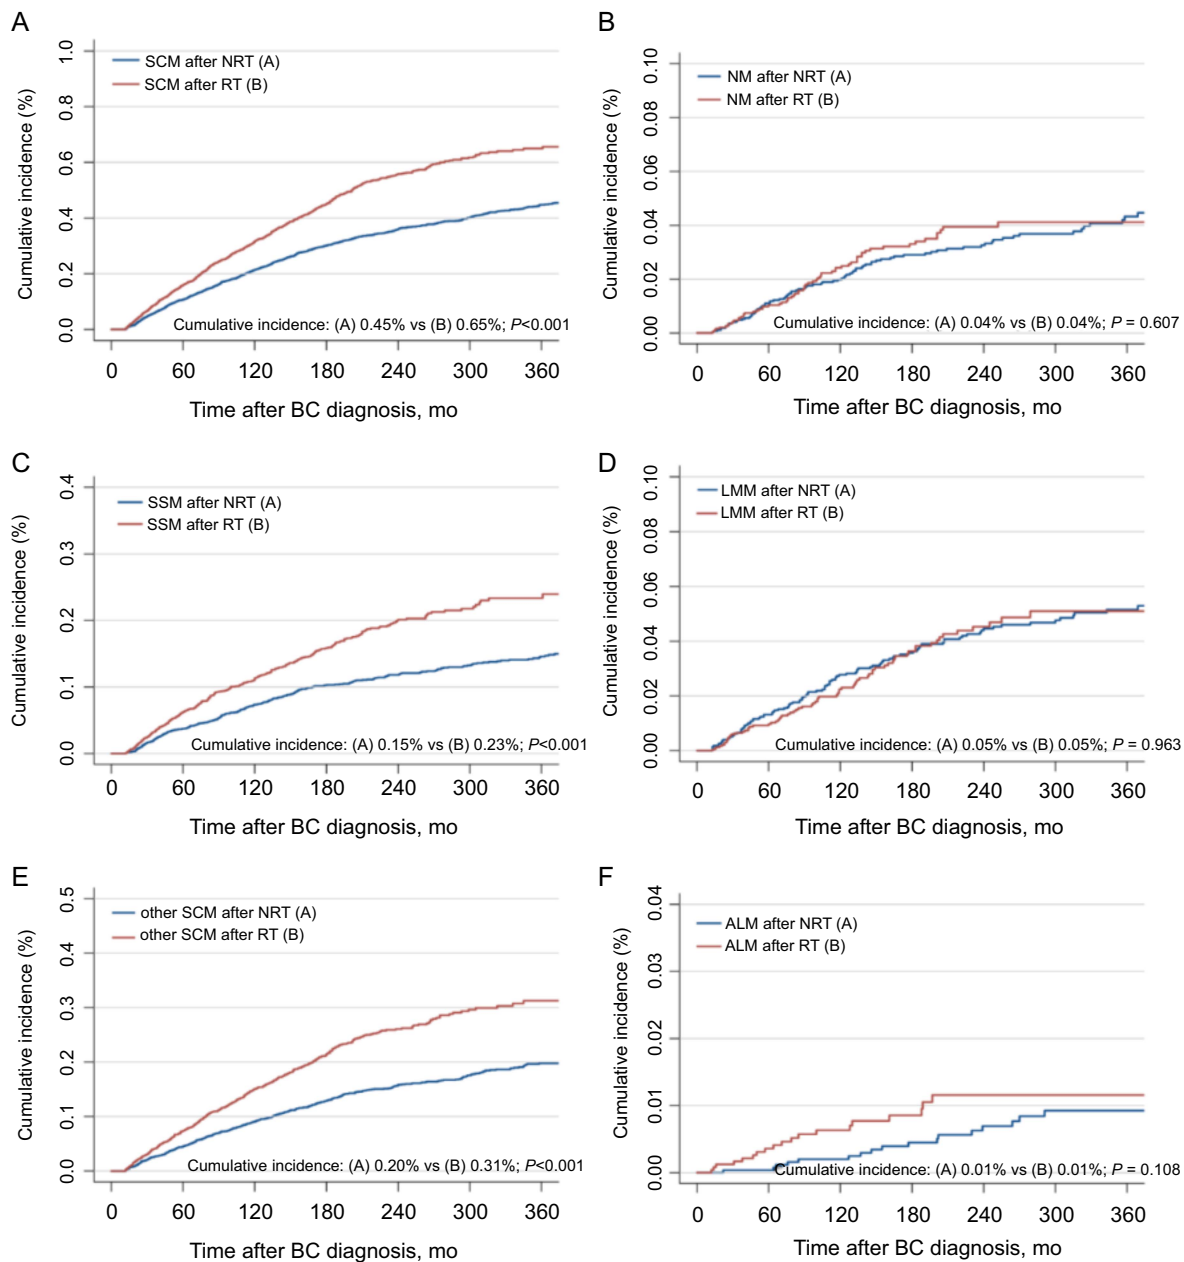 A
Cumulative incidence (%)
1.0
0.8
0.6
0.4
0.2
0.0
SCM after NRT (A)
SCM after RT (B)
Cumulative incidence: (A) 0.45% vs (B) 0.65%; P<0.001
0 60 120 180 240 300 360
Time after BC diagnosis, mo
B
Cumulative incidence (%)
0.10
0.08
0.06
0.04
0.02
0.00
NM after NRT (A)
NM after RT (B)
Cumulative incidence: (A) 0.04% vs (B) 0.04%; P = 0.607
0 60 120 180 240 300 360
Time after BC diagnosis, mo
C
Cumulative incidence (%)
0.4
0.3
0.2
0.1
0.0
SSM after NRT (A)
SSM after RT (B)
Cumulative incidence: (A) 0.15% vs (B) 0.23%; P<0.001
0 60 120 180 240 300 360
Time after BC diagnosis, mo
D
Cumulative incidence (%)
0.10
0.08
0.06
0.04
0.02
0.00
LMM after NRT (A)
LMM after RT (B)
Cumulative incidence: (A) 0.05% vs (B) 0.05%; P = 0.963
0 60 120 180 240 300 360
Time after BC diagnosis, mo
E
Cumulative incidence (%)
0.5
0.4
0.3
0.2
0.1
0.0
other SCM after NRT (A)
other SCM after RT (B)
Cumulative incidence: (A) 0.20% vs (B) 0.31%; P<0.001
0 60 120 180 240 300 360
Time after BC diagnosis, mo
F
Cumulative incidence (%)
0.04
0.03
0.02
0.01
0.00
ALM after NRT (A)
ALM after RT (B)
Cumulative incidence: (A) 0.01% vs (B) 0.01%; P = 0.108
0 60 120 180 240 300 360
Time after BC diagnosis, mo